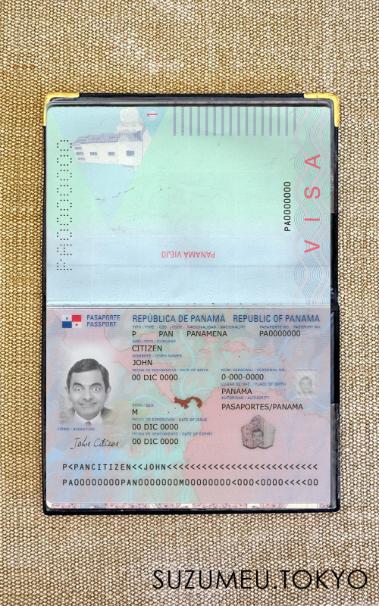 1
PA0000000
PA0000000
VISA
PANAMA VIEJO
PASAPORTE
PASSPORT
REPÚBLICA DE PANAMÁ
REPUBLIC OF PANAMA
P
PAN
PANAMENA
PA0000000
CITIZEN
JOHN
00 DIC 0000
0-000-0000
PANAMA
M
PASAPORTES/PANAMA
00 DIC 0000
00 DIC 0000
John Citizen
P<PANCITIZEN<<JOHN<<<<<<<<<<<<<<<<<<<<<<<<<<
PA00000000PAN0000000M00000000<000<0000<<<<00
SUZUMEU.TOKYO